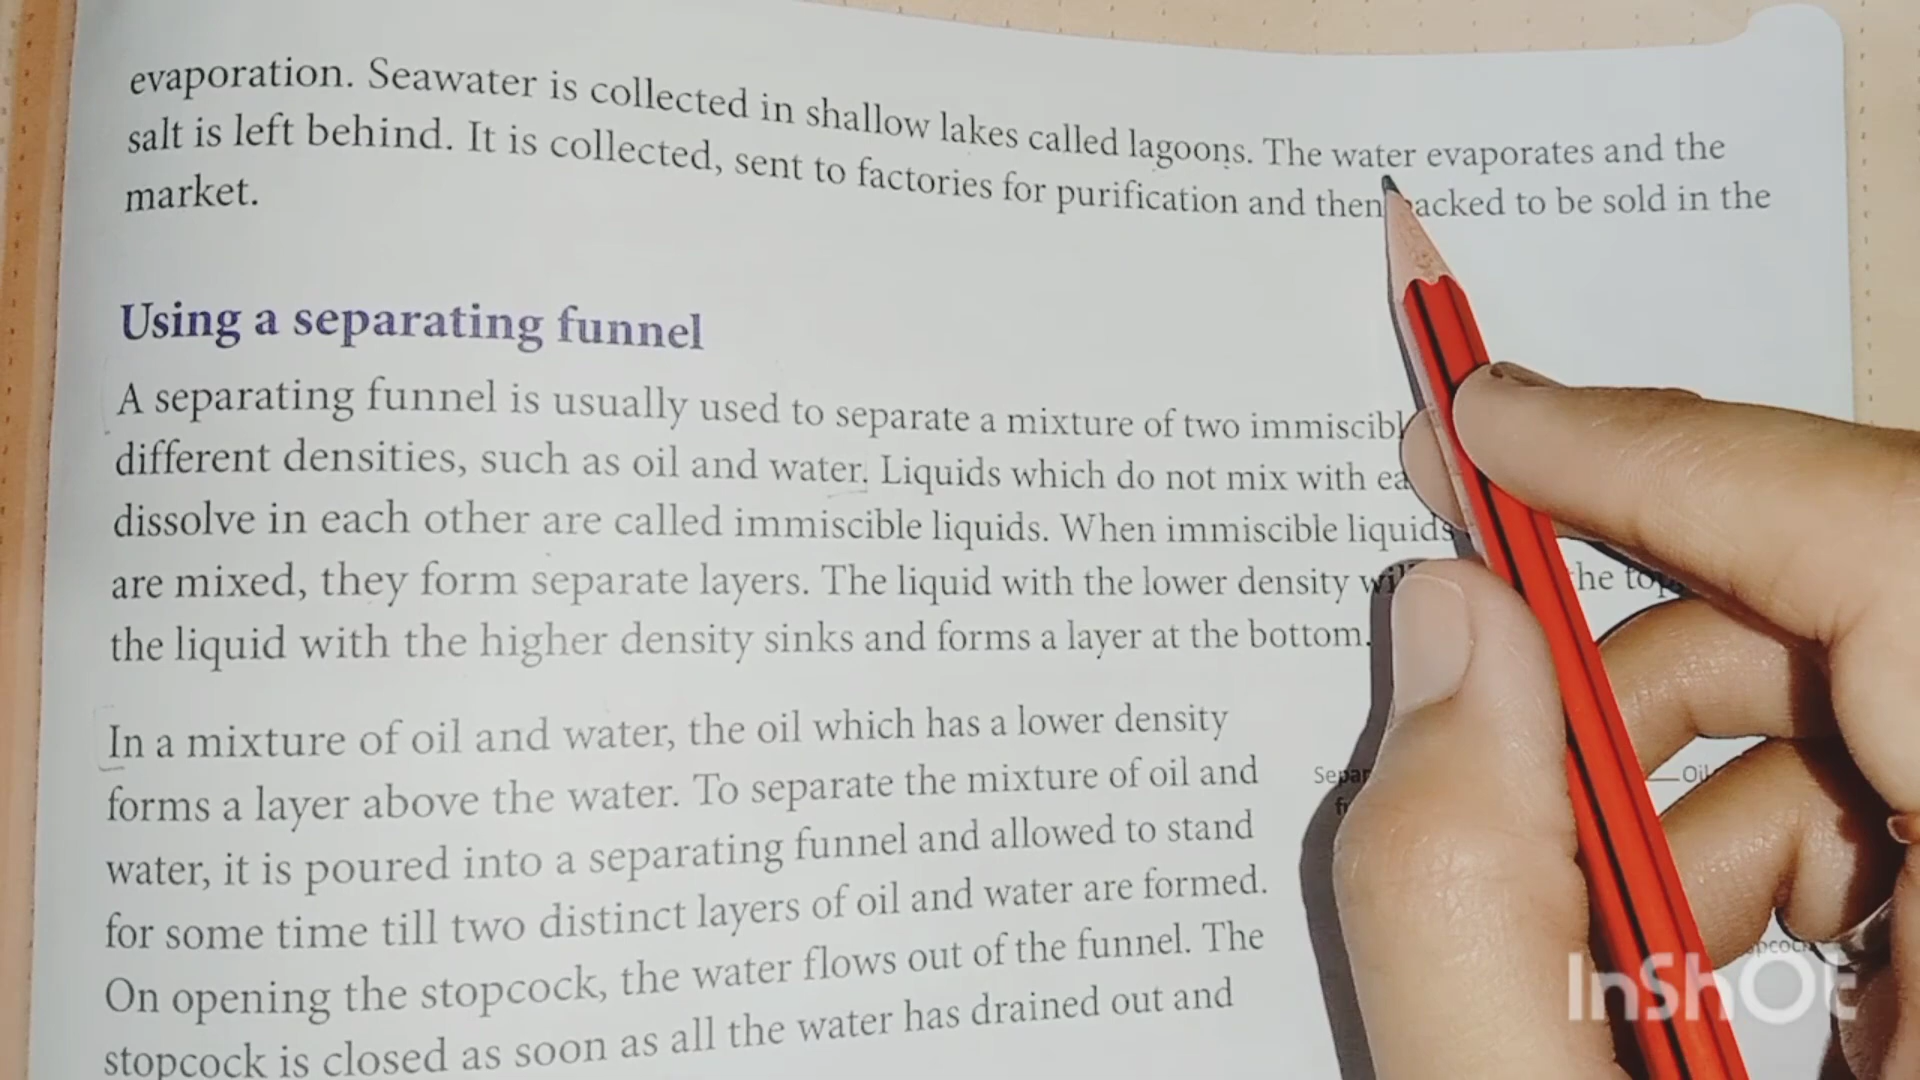 evaporation. Seawater is collected in shallow lakes called lagoons. The water evaporates and the
salt is left behind. It is collected, sent to factories for purification and then packed to be sold in the
market.
Using a separating funnel
A separating funnel is usually used to separate a mixture of two
different densities, such as oil and water. Liquids which do not mix with
dissolve in each other are called immiscible liquids. When immiscible liquids
are mixed, they form separate layers. The liquid with the lower density
the liquid with the higher density sinks and forms a layer at the bottom.
In a mixture of oil and water, the oil which has a lower density
forms a layer above the water. To separate the mixture of oil and
water, it is poured into a separating funnel and allowed to stand
for some time till two distinct layers of oil and water are formed.
On opening the stopcock, the water flows out of the funnel. The
stopcock is closed as soon as all the water has drained out and
Oil
InShOt